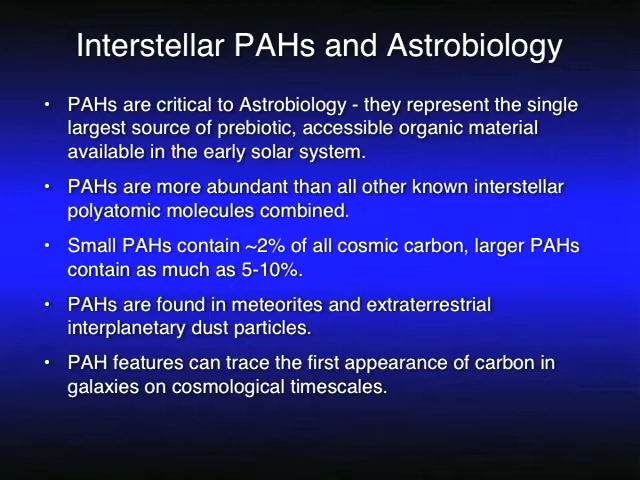 Interstellar PAHs and Astrobiology
• PAHs are critical to Astrobiology - they represent the single
largest source of prebiotic, accessible organic material
available in the early solar system.
• PAHs are more abundant than all other known interstellar
polyatomic molecules combined.
• Small PAHs contain ~2% of all cosmic carbon, larger PAHs
contain as much as 5-10%.
• PAHs are found in meteorites and extraterrestrial
interplanetary dust particles.
• PAH features can trace the first appearance of carbon in
galaxies on cosmological timescales.